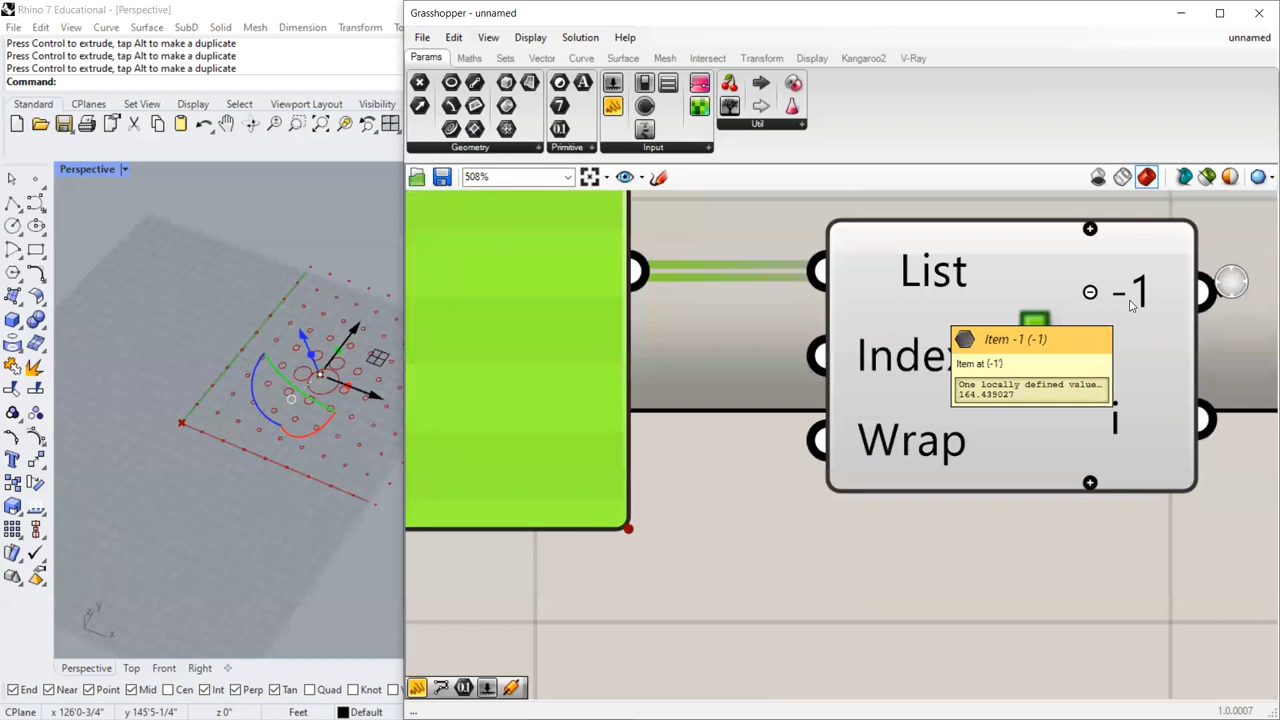 Rhino 7 Educational - [Perspective]
File Edit View Curve Surface SubD Solid Mesh Dimension Transform
Press Control to extrude, tap Alt to make a duplicate
Press Control to extrude, tap Alt to make a duplicate
Press Control to extrude, tap Alt to make a duplicate
Command:
Standard CPlanes Set View Display Select Viewport Layout Visibility
Perspective
z y
x
Perspective Top Front Right
End Near Point Mid Cen Int Perp Tan Quad Knot
CPlane x 126'0-3/4" y 145'5-1/4" z 0" Feet Default
Grasshopper - unnamed
File Edit View Display Solution Help unnamed
Params Maths Sets Vector Curve Surface Mesh Intersect Transform Display Kangaroo2 V-Ray
Geometry Primitive Input Util
508%
List
-1
Index
Item -1 (-1)
Item at {-1'}
One locally defined value…
164.439027
i
Wrap
... 1.0.0007